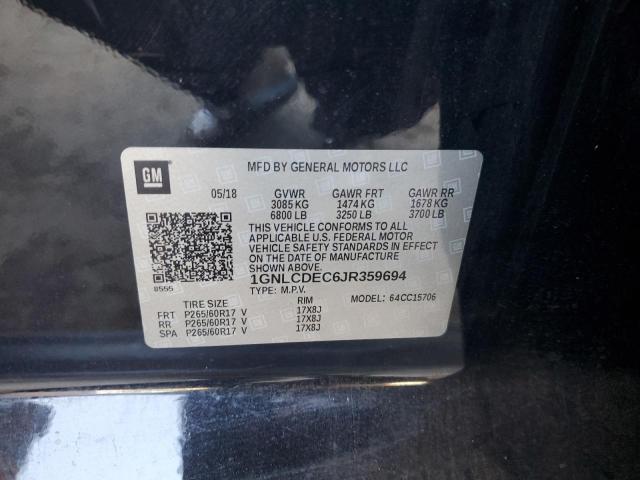 GM
MFD BY GENERAL MOTORS LLC
05/18 GVWR GAWR FRT GAWR RR
3085 KG 1474 KG 1678 KG
6800 LB 3250 LB 3700 LB
THIS VEHICLE CONFORMS TO ALL
APPLICABLE U.S. FEDERAL MOTOR
VEHICLE SAFETY STANDARDS IN EFFECT
ON THE DATE OF MANUFACTURE
SHOWN ABOVE.
8555 1GNLCDEC6JR359694
TYPE: M.P.V. MODEL: 64CC15706
TIRE SIZE RIM
FRT P265/60R17 V 17X8J
RR P265/60R17 V 17X8J
SPA P265/60R17 V 17X8J